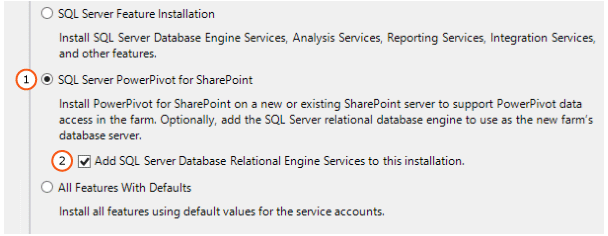 SQL Server Feature Installation
Install SQL Server Database Engine Services, Analysis Services, Reporting Services, Integration Services,
and other features.
1 SQL Server PowerPivot for SharePoint
Install PowerPivot for SharePoint on a new or existing SharePoint server to support PowerPivot data
access in the farm. Optionally, add the SQL Server relational database engine to use as the new farm's
database server.
2 Add SQL Server Database Relational Engine Services to this installation.
All Features With Defaults
Install all features using default values for the service accounts.